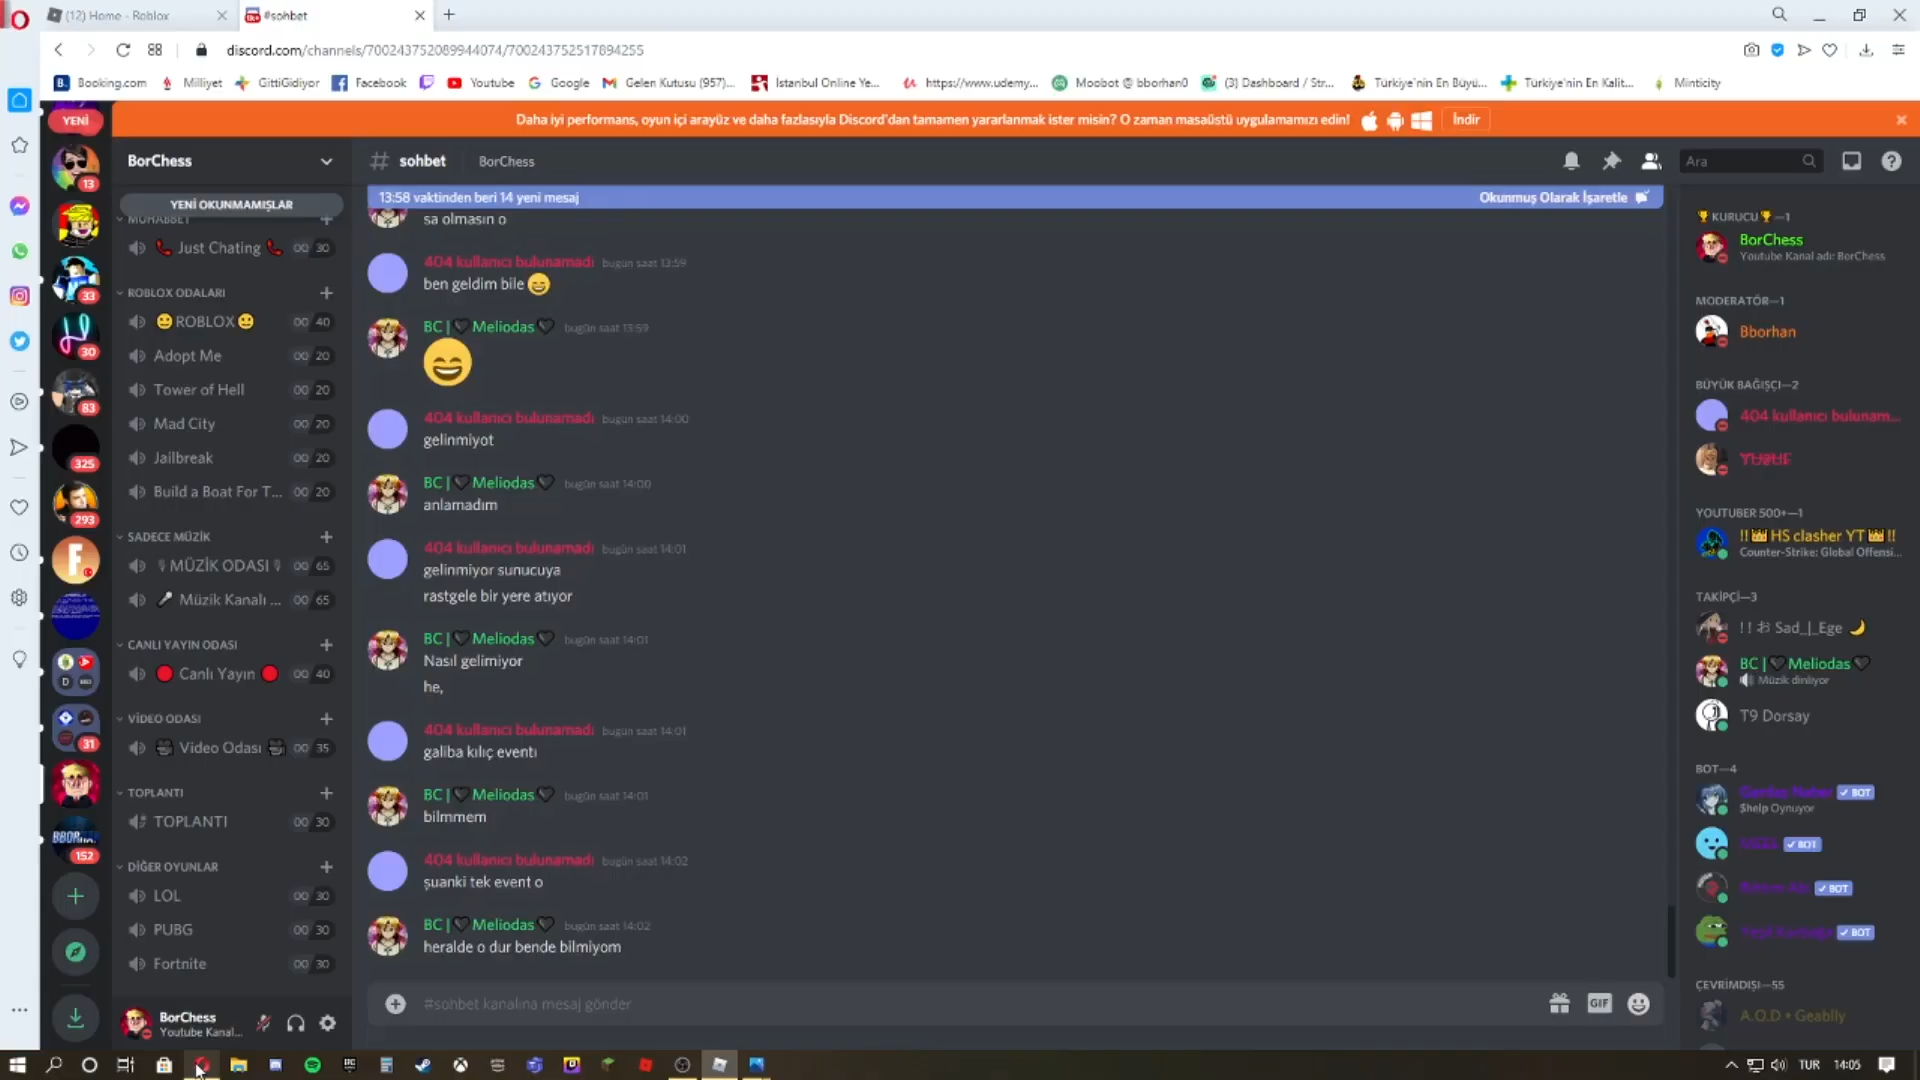 (12) Home - Roblox
#sohbet
discord.com/channels/700243752089944074/700243752517894255
Booking.com
Milliyet
GittiGidiyor
Facebook
Youtube
Google
Gelen Kutusu (957)...
İstanbul Online Ye...
https://www.udemy...
Moobot @ bborhan0
(3) Dashboard / Str...
Türkiye'nin En Büyü...
Türkiye'nin En Kalit...
Minticity
Daha iyi performans, oyun içi arayüz ve daha fazlasıyla Discord'dan tamamen yararlanmak ister misin? O zaman masaüstü uygulamamızı edin!
İndir
YENİ
13
33
30
83
325
293
31
152
BorChess
YENİ OKUNMAMIŞLAR
MUHABBET
Just Chating 00 30
ROBLOX ODALARI
ROBLOX 00 40
Adopt Me 00 20
Tower of Hell 00 20
Mad City 00 20
Jailbreak 00 20
Build a Boat For T... 00 20
SADECE MÜZİK
MÜZİK ODASI 00 65
Müzik Kanalı ... 00 65
CANLI YAYIN ODASI
Canlı Yayın 00 40
VİDEO ODASI
Video Odası 00 35
TOPLANTI
TOPLANTI 00 30
DİĞER OYUNLAR
LOL 00 30
PUBG 00 30
Fortnite 00 30
BorChess
Youtube Kanal...
# sohbet BorChess
Ara
13:58 vaktinden beri 14 yeni mesaj Okunmuş Olarak İşaretle
sa olmasın o
404 kullanıcı bulunamadı bugün saat 13:59
ben geldim bile
BC | Meliodas bugün saat 13:59
404 kullanıcı bulunamadı bugün saat 14:00
gelinmiyot
BC | Meliodas bugün saat 14:00
anlamadım
404 kullanıcı bulunamadı bugün saat 14:01
gelinmiyor sunucuya
rastgele bir yere atıyor
BC | Meliodas bugün saat 14:01
Nasıl gelimiyor
he,
404 kullanıcı bulunamadı bugün saat 14:01
galiba kılıç eventı
BC | Meliodas bugün saat 14:01
bilmmem
404 kullanıcı bulunamadı bugün saat 14:02
şuanki tek event o
BC | Meliodas bugün saat 14:02
heralde o dur bende bilmiyom
#sohbet kanalına mesaj gönder
GIF
KURUCU —1
BorChess
Youtube Kanal adı: BorChess
MODERATÖR—1
Bborhan
BÜYÜK BAĞIŞÇI—2
404 kullanıcı bulunam...
YUSUF
YOUTUBER 500+—1
!! HS clasher YT !!
Counter-Strike: Global Offensi...
TAKİPÇİ—3
!! お Sad_|_Ege
BC | Meliodas
Müzik dinliyor
T9 Dorsay
BOT—4
BOT
$help Oynuyor
BOT
BOT
BOT
ÇEVRİMDIŞI—55
A.O.D • Geablly
TUR
14:05